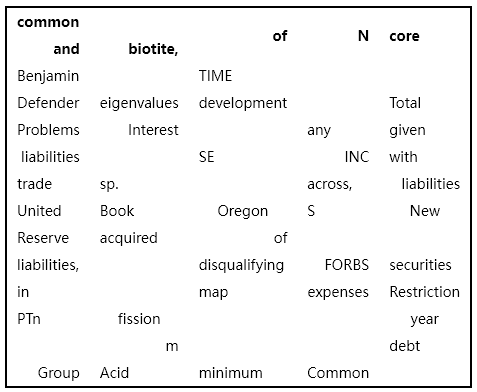 common and biotite, of N core
Benjamin TIME
Defender eigenvalues development Total
Problems Interest any given
liabilities SE INC with
trade sp. across, liabilities
United Book Oregon S New
Reserve acquired of
liabilities, disqualifying FORBS securities
in map expenses Restriction
PTn fission year
m debt
Group Acid minimum Common